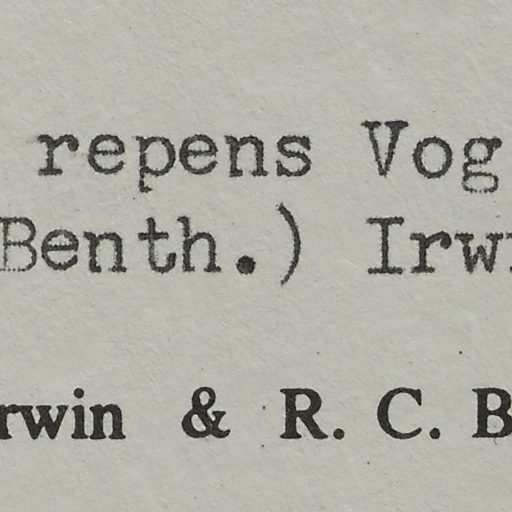 repens Vog
Benth.) Irw
rwin & R. C. B